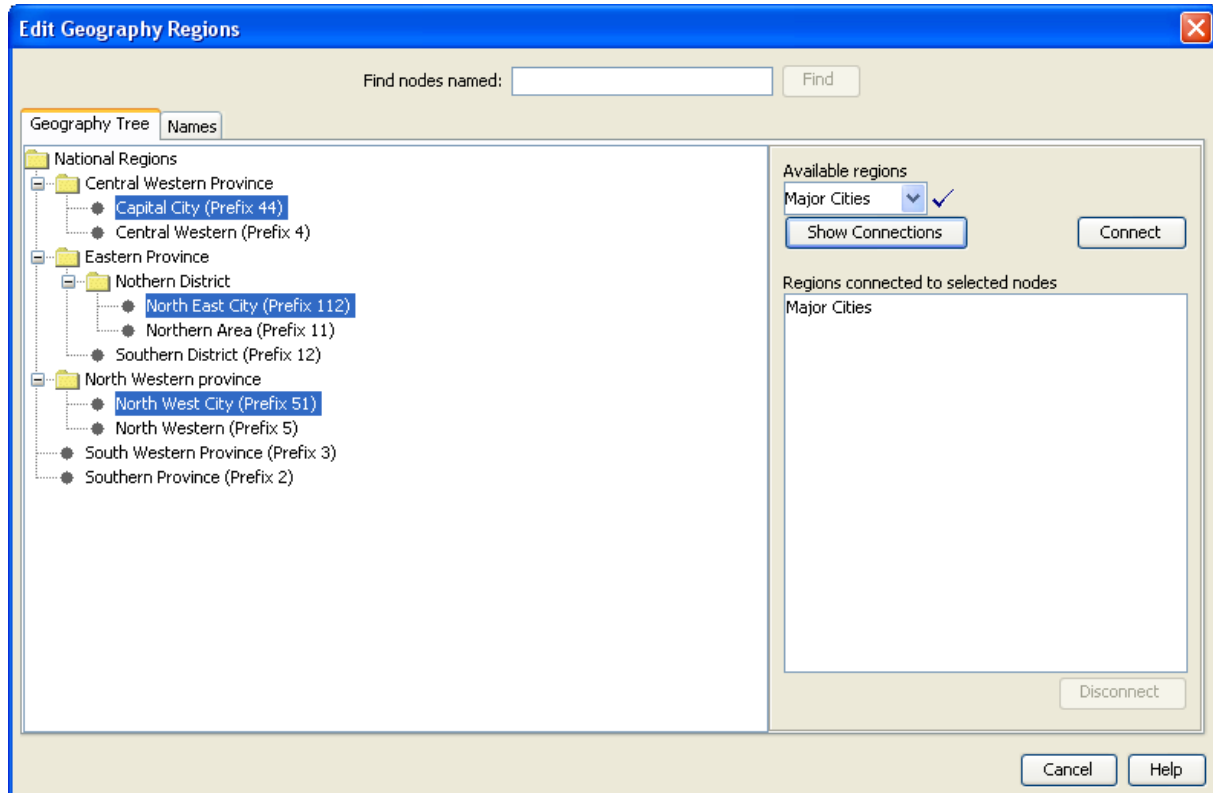 Edit Geography Regions
Find nodes named:
Find
Geography Tree
Names
National Regions
Central Western Province
Capital City (Prefix 44)
Central Western (Prefix 4)
Eastern Province
Nothern District
North East City (Prefix 112)
Northern Area (Prefix 11)
Southern District (Prefix 12)
North Western province
North West City (Prefix 51)
North Western (Prefix 5)
South Western Province (Prefix 3)
Southern Province (Prefix 2)
Available regions
Major Cities
Show Connections
Connect
Regions connected to selected nodes
Major Cities
Disconnect
Cancel
Help